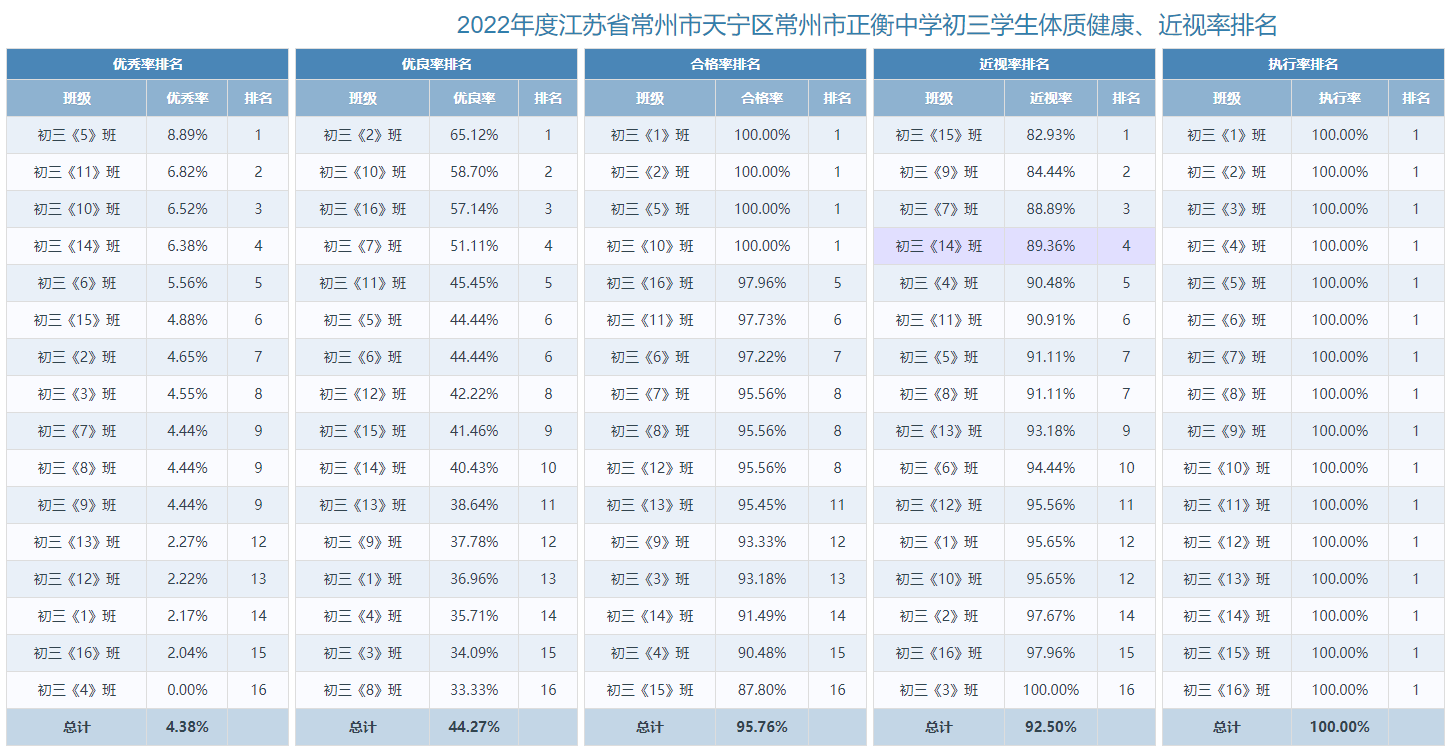 2022年度江苏省常州市天宁区常州市正衡中学初三学生体质健康、近视率排名
优秀率排名 优良率排名 合格率排名 近视率排名 执行率排名
班级 优秀率 排名 班级 优良率 排名 班级 合格率 排名 班级 近视率 排名 班级 执行率 排名
初三《5》班 8.89% 1 初三《2》班 65.12% 1 初三《1》班 100.00% 1 初三《15》班 82.93% 1 初三《1》班 100.00% 1
初三《11》班 6.82% 2 初三《10》班 58.70% 2 初三《2》班 100.00% 1 初三《9》班 84.44% 2 初三《2》班 100.00% 1
初三《10》班 6.52% 3 初三《16》班 57.14% 3 初三《5》班 100.00% 1 初三《7》班 88.89% 3 初三《3》班 100.00% 1
初三《14》班 6.38% 4 初三《7》班 51.11% 4 初三《10》班 100.00% 1 初三《14》班 89.36% 4 初三《4》班 100.00% 1
初三《6》班 5.56% 5 初三《11》班 45.45% 5 初三《16》班 97.96% 5 初三《4》班 90.48% 5 初三《5》班 100.00% 1
初三《15》班 4.88% 6 初三《5》班 44.44% 6 初三《11》班 97.73% 6 初三《11》班 90.91% 6 初三《6》班 100.00% 1
初三《2》班 4.65% 7 初三《6》班 44.44% 6 初三《6》班 97.22% 7 初三《5》班 91.11% 7 初三《7》班 100.00% 1
初三《3》班 4.55% 8 初三《12》班 42.22% 8 初三《7》班 95.56% 8 初三《8》班 91.11% 7 初三《8》班 100.00% 1
初三《7》班 4.44% 9 初三《15》班 41.46% 9 初三《8》班 95.56% 8 初三《13》班 93.18% 9 初三《9》班 100.00% 1
初三《8》班 4.44% 9 初三《14》班 40.43% 10 初三《12》班 95.56% 8 初三《6》班 94.44% 10 初三《10》班 100.00% 1
初三《9》班 4.44% 9 初三《13》班 38.64% 11 初三《13》班 95.45% 11 初三《12》班 95.56% 11 初三《11》班 100.00% 1
初三《13》班 2.27% 12 初三《9》班 37.78% 12 初三《9》班 93.33% 12 初三《1》班 95.65% 12 初三《12》班 100.00% 1
初三《12》班 2.22% 13 初三《1》班 36.96% 13 初三《3》班 93.18% 13 初三《10》班 95.65% 12 初三《13》班 100.00% 1
初三《1》班 2.17% 14 初三《4》班 35.71% 14 初三《14》班 91.49% 14 初三《2》班 97.67% 14 初三《14》班 100.00% 1
初三《16》班 2.04% 15 初三《3》班 34.09% 15 初三《4》班 90.48% 15 初三《16》班 97.96% 15 初三《15》班 100.00% 1
初三《4》班 0.00% 16 初三《8》班 33.33% 16 初三《15》班 87.80% 16 初三《3》班 100.00% 16 初三《16》班 100.00% 1
总计 4.38% 总计 44.27% 总计 95.76% 总计 92.50% 总计 100.00%